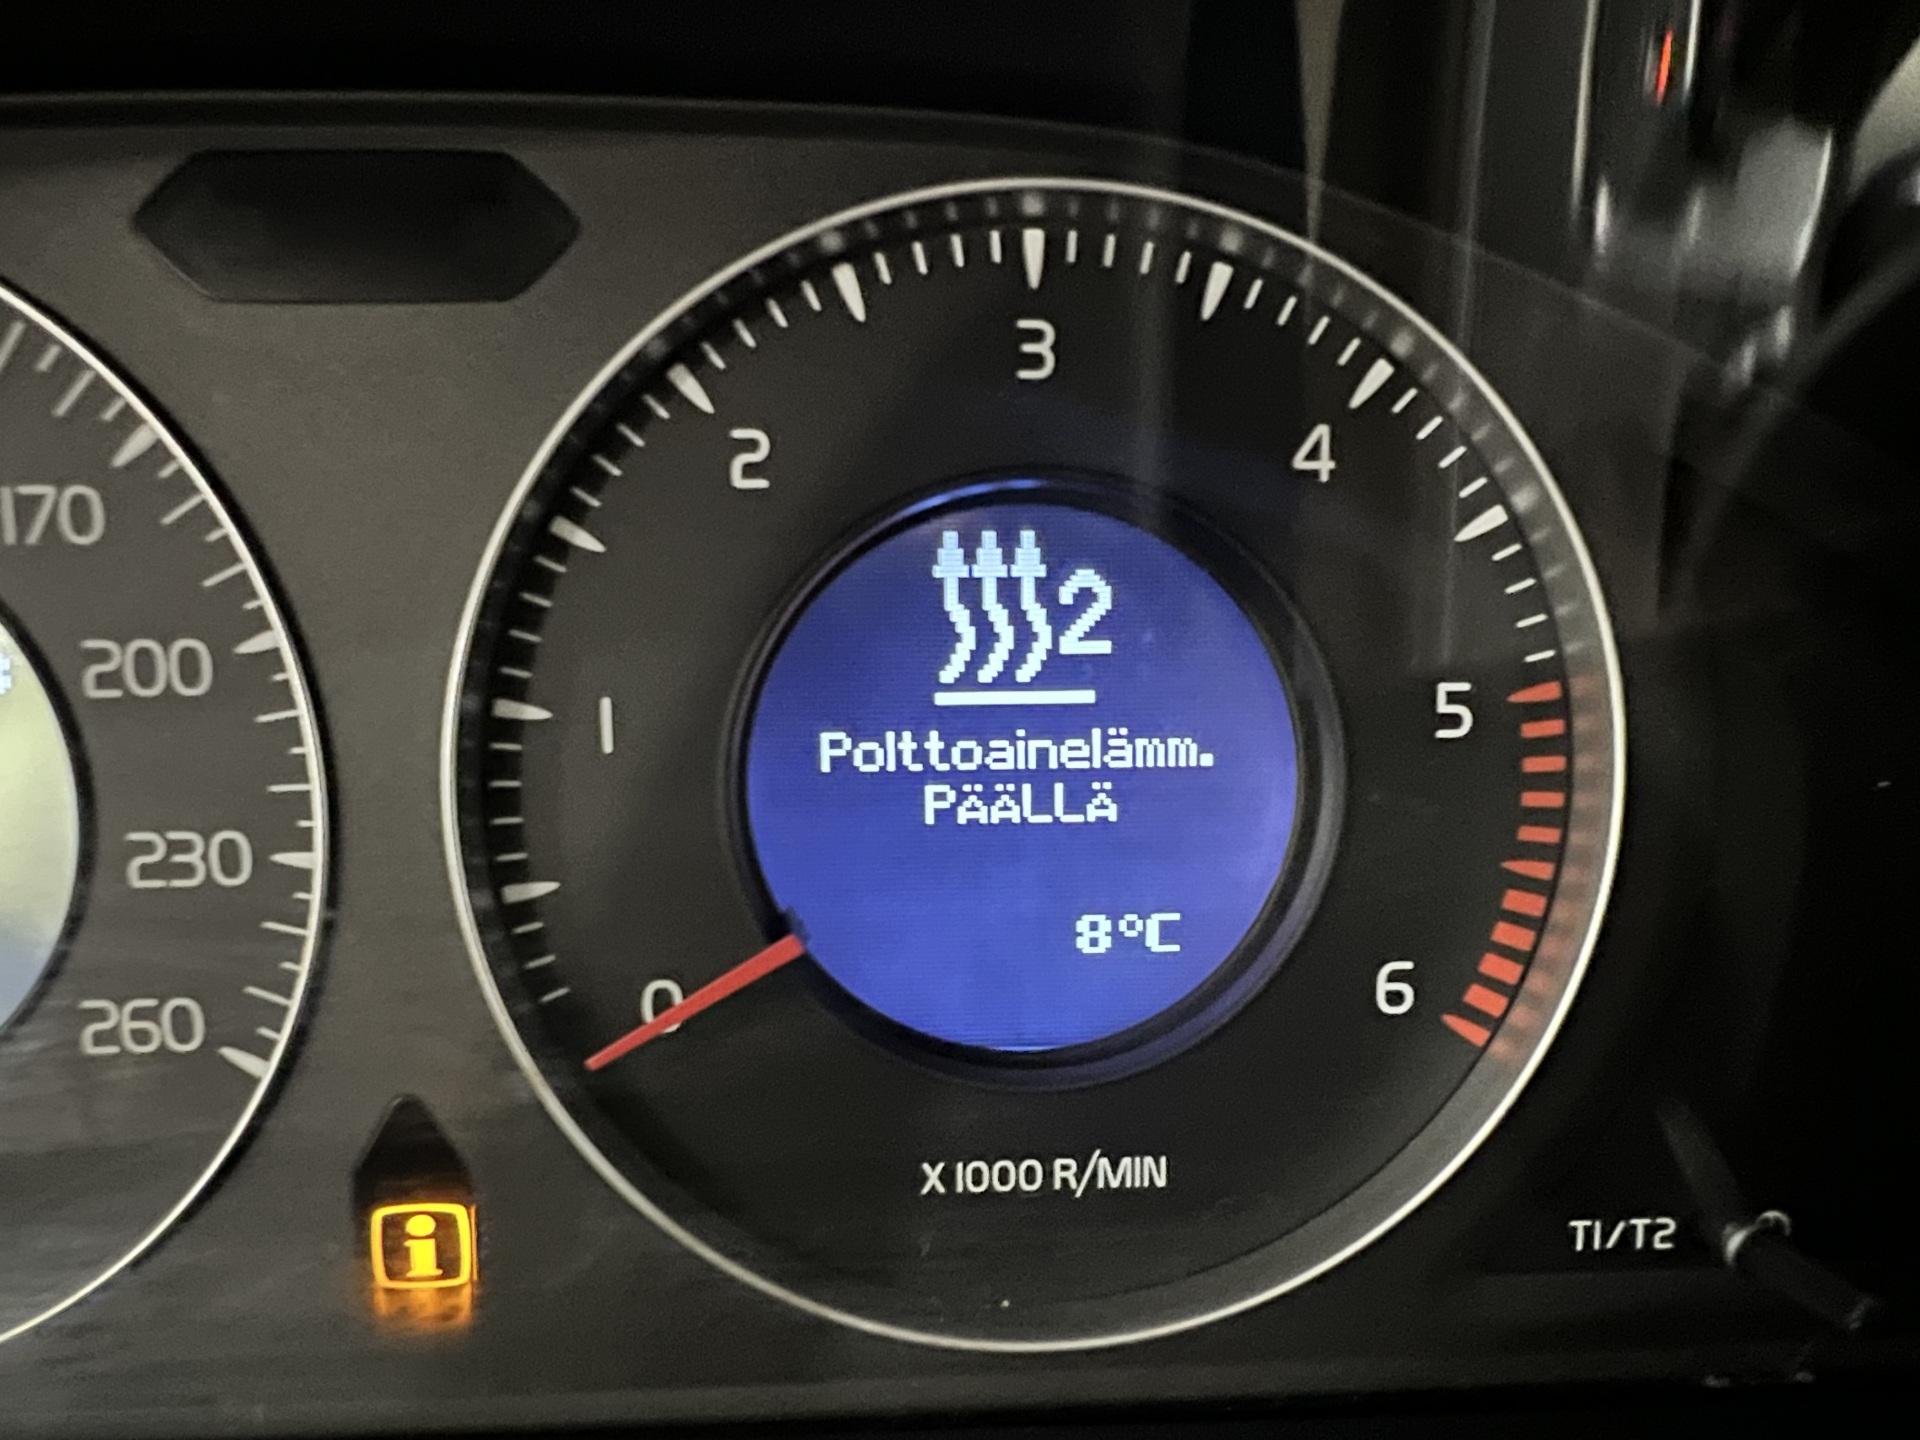 170
200
230
260
0
1
2
3
4
5
6
2
Polttoainelämm.
PÄÄLLÄ
8°C
X 1000 R/MIN
i
T1/T2